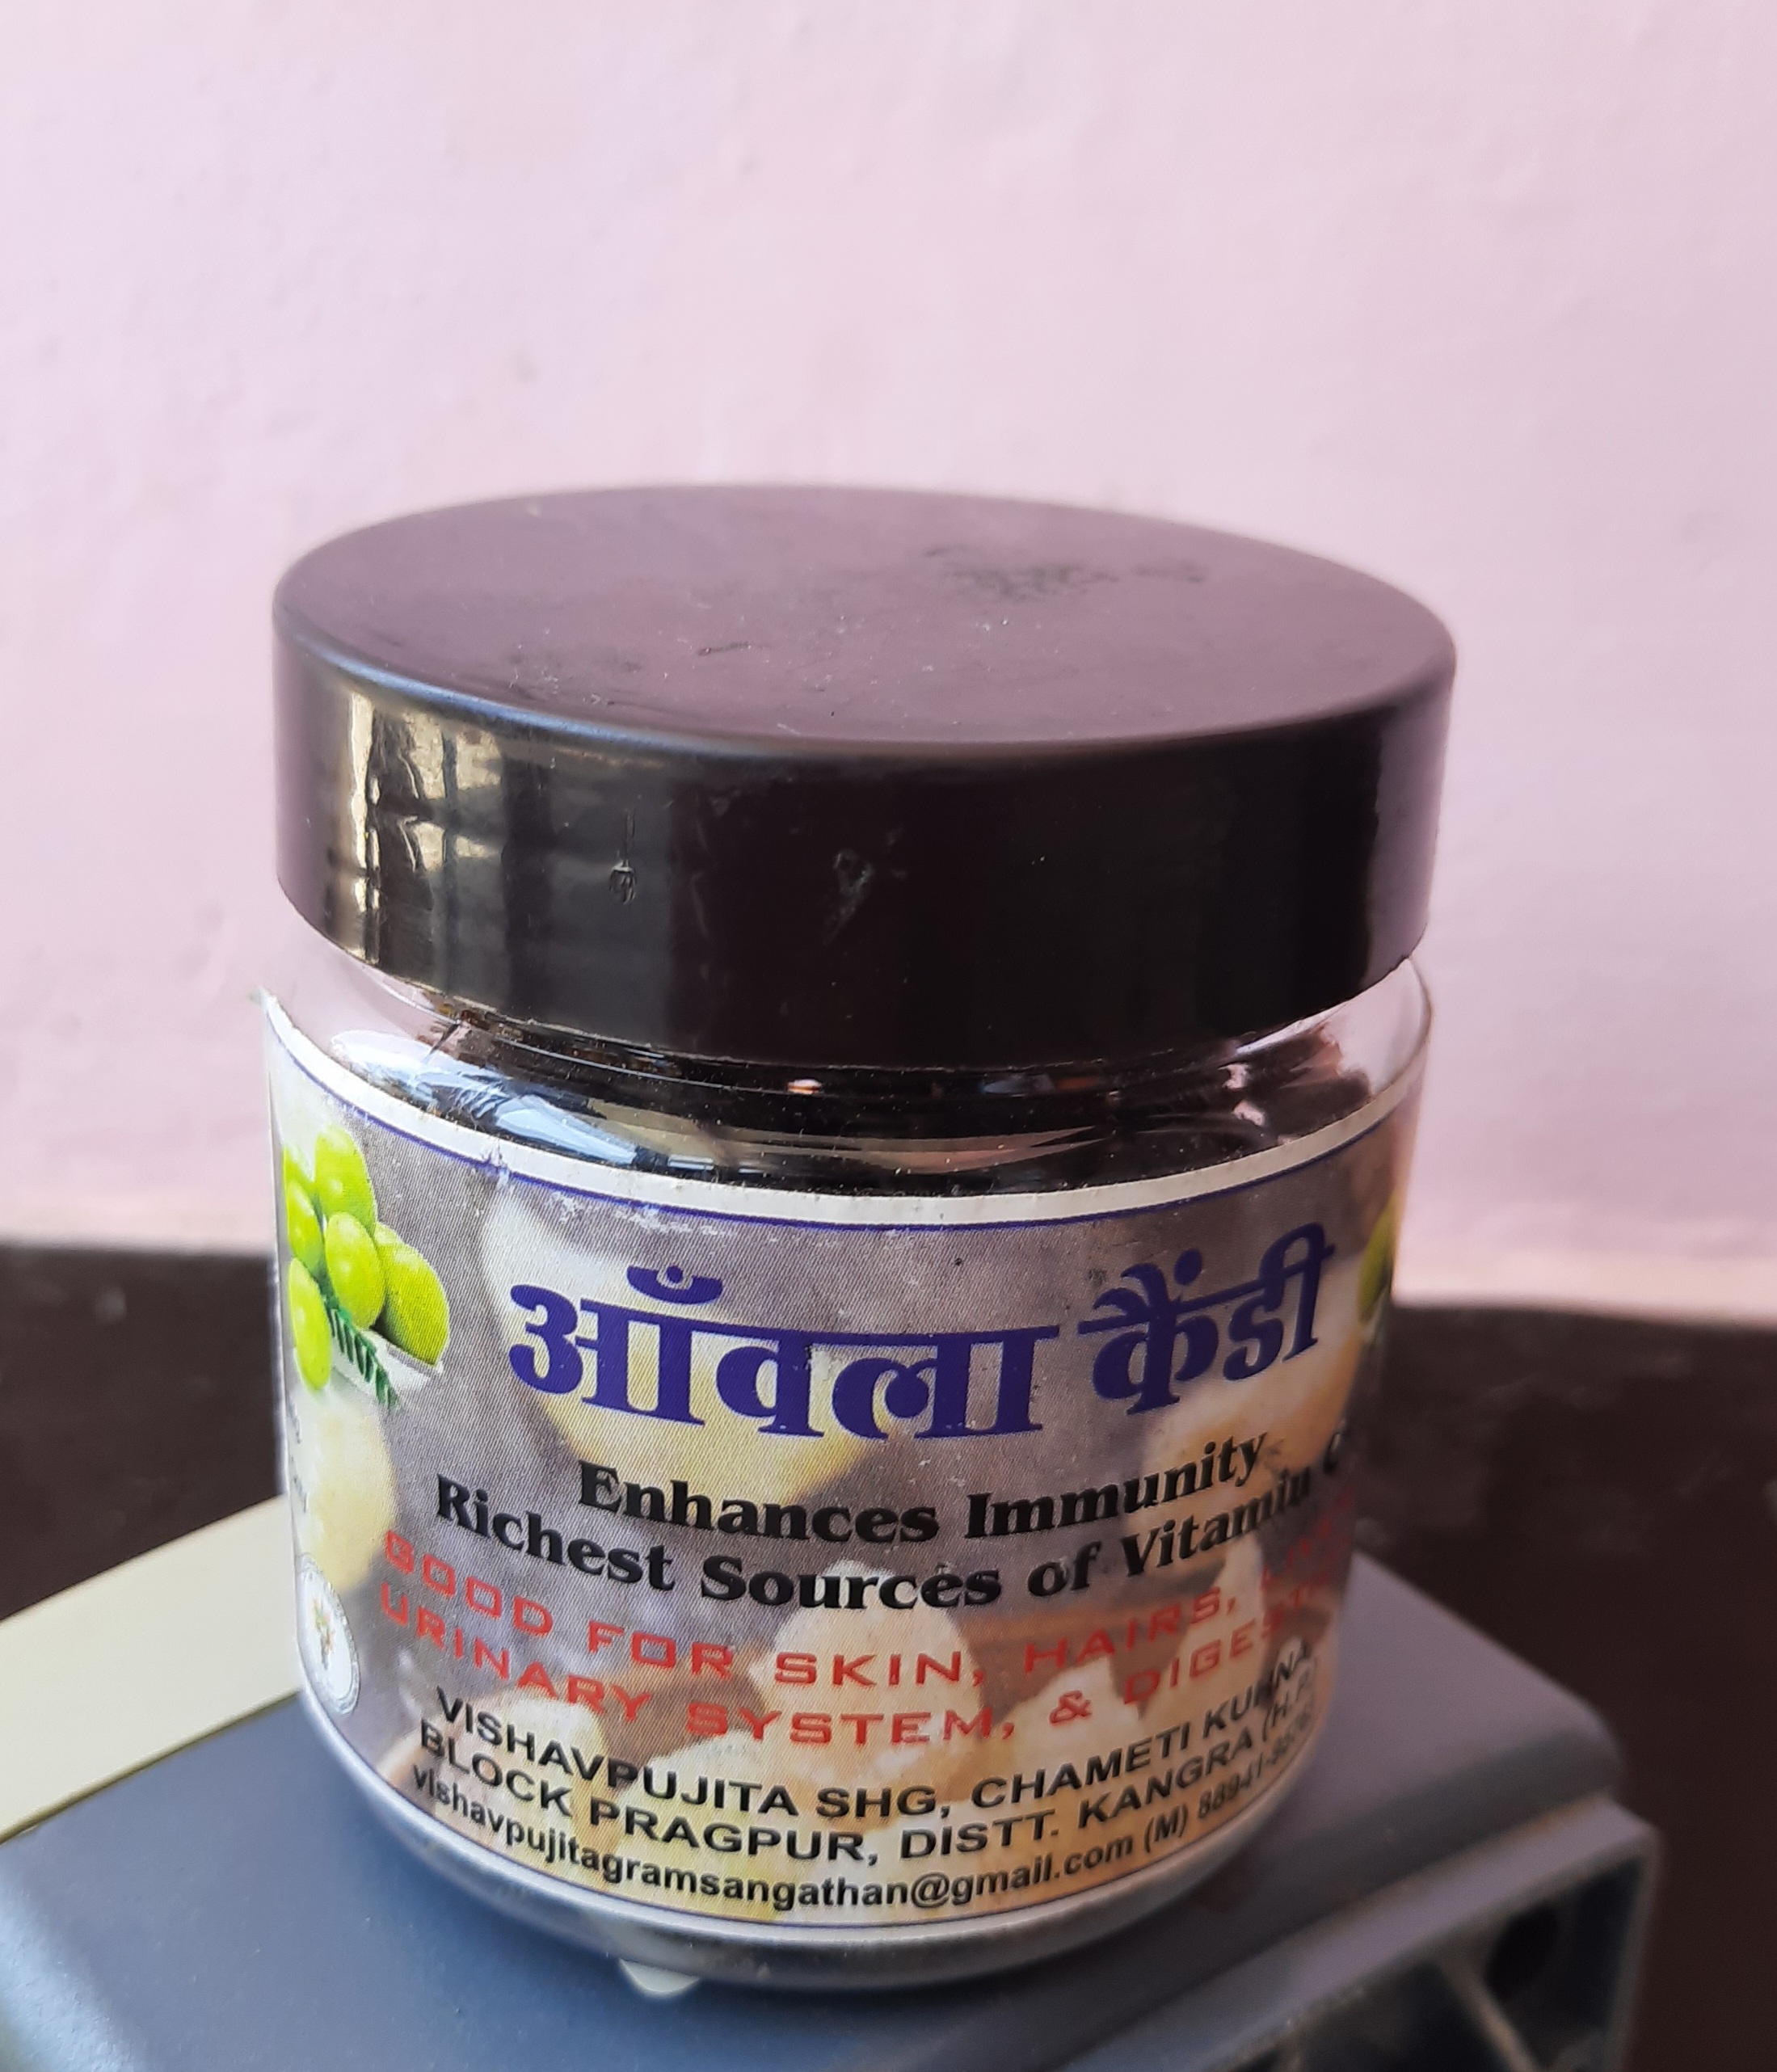 आँवला कैंडी
Enhances Immunity
Richest Sources of Vitamin C
GOOD FOR SKIN, HAIRS,
URINARY SYSTEM, &
VISHAVPUJITA SHG, CHAMETI KUHNA,
BLOCK PRAGPUR, DISTT. KANGRA (H.P.)
vishavpujitagramsangathan@gmail.com (M)